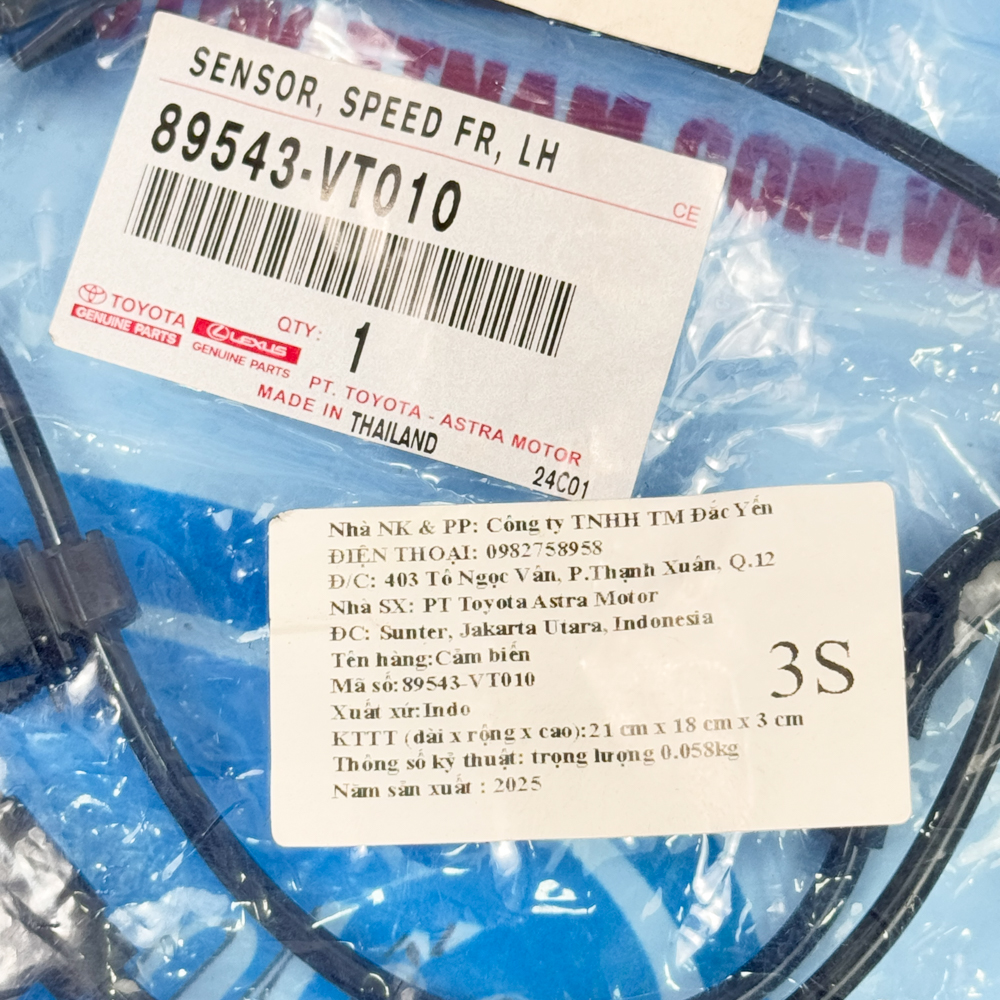 SENSOR, SPEED FR, LH
CE
89543-VT010
TOYOTA
GENUINE PARTS
LEXUS
GENUINE PARTS
QTY: 1
PT. TOYOTA - ASTRA MOTOR
MADE IN THAILAND
24C01
.COM.VN
Nhà NK & PP: Công ty TNHH TM Đắc Yến
ĐIỆN THOẠI: 0982758958
Đ/C: 403 Tô Ngọc Vân, P.Thạnh Xuân, Q.12
Nhà SX: PT Toyota Astra Motor
ĐC: Sunter, Jakarta Utara, Indonesia
Tên hàng:Cảm biến
Mã số:89543-VT010
Xuất xứ:Indo
KTTT (dài x rộng x cao):21 cm x 18 cm x 3 cm
Thông số kỹ thuật: trọng lượng 0.058kg
Năm sản xuất : 2025
3S